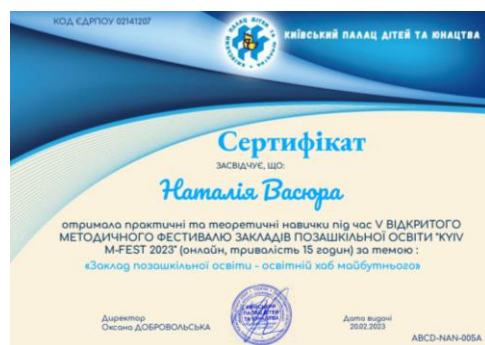 КОД ЄДРПОУ 02141207
КИЇВСЬКИЙ ПАЛАЦ ДІТЕЙ ТА ЮНАЦТВА
Сертифікат
ЗАСВІДЧУЄ, ЩО:
Наталія Васюра
отримала практичні та теоретичні навички під час V ВІДКРИТОГО
МЕТОДИЧНОГО ФЕСТИВАЛЮ ЗАКЛАДІВ ПОЗАШКІЛЬНОЇ ОСВІТИ "KYIV
M-FEST 2023" (онлайн, тривалість 15 годин) за темою :
«Заклад позашкільної освіти - освітній хаб майбутнього»
Директор
Оксана ДОБРОВОЛЬСЬКА
Дата видачі
20.02.2023
ABCD-NAN-005A